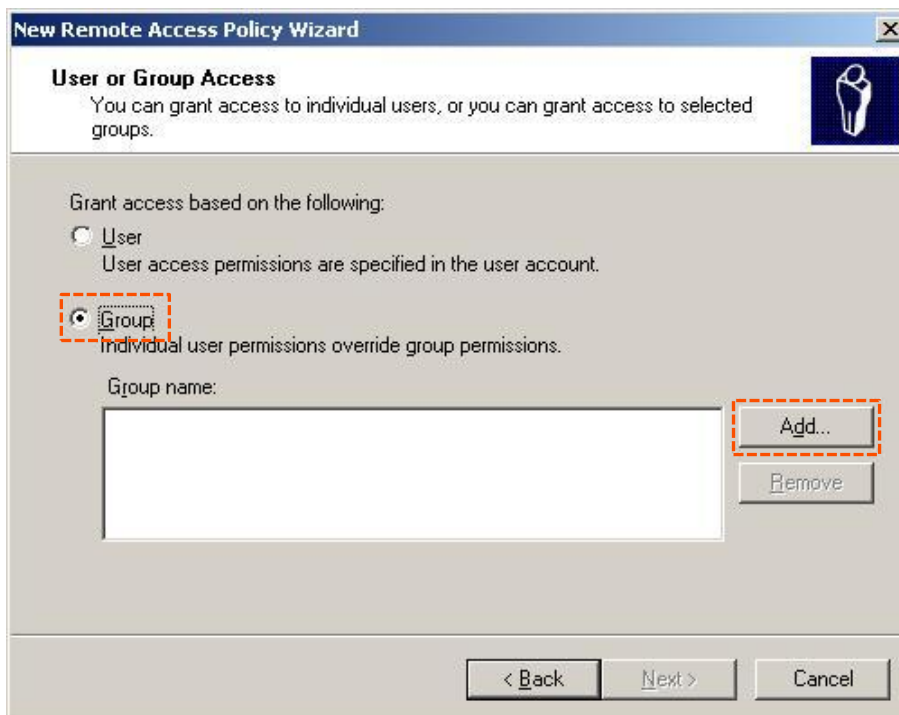 New Remote Access Policy Wizard
User or Group Access
You can grant access to individual users, or you can grant access to selected
groups.
Grant access based on the following:
User
User access permissions are specified in the user account.
Group
Individual user permissions override group permissions.
Group name:
Add...
Remove
< Back
Next >
Cancel